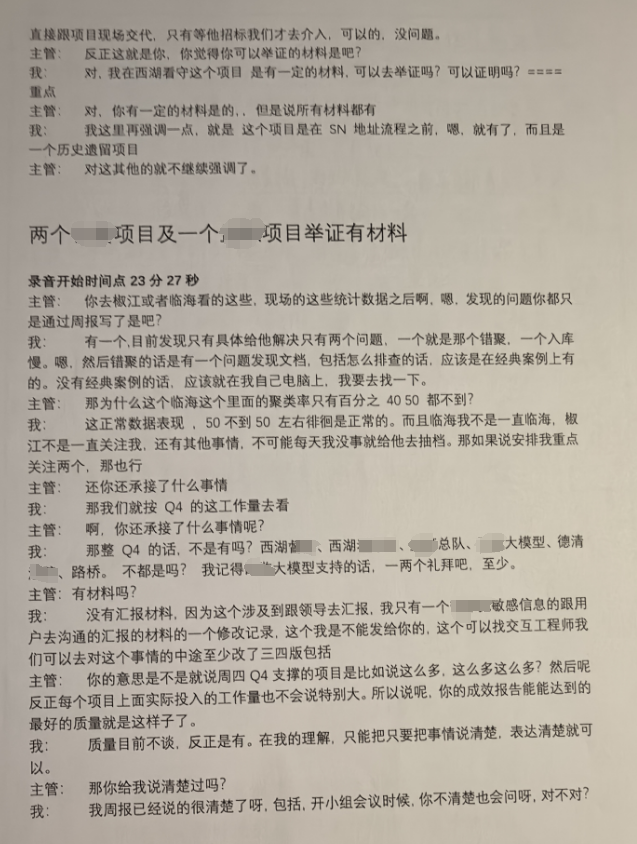 直接跟项目现场交代，只有等他招标我们才去介入，可以的，没问题。
主管： 反正这就是你，你觉得你可以举证的材料是吧？
我： 对，我在西湖看守这个项目 是有一定的材料，可以去举证吗？可以证明吗？====
重点
主管： 对，你有一定的材料是的，，但是说所有材料都有
我： 我这里再强调一点，就是 这个项目是在 SN 地址流程之前，嗯，就有了，而且是
一个历史遗留项目
主管： 对这其他的就不继续强调了。
两个 项目及一个 项目举证有材料
录音开始时间点 23 分 27 秒
主管： 你去椒江或者临海看的这些，现场的这些统计数据之后啊，嗯，发现的问题你都只
是通过周报写了是吧？
我： 有一个，目前发现只有具体给他解决只有两个问题，一个就是那个错聚，一个入库
慢。嗯，然后错聚的话是有一个问题发现文档，包括怎么排查的话，应该是在经典案例上有
的。没有经典案例的话，应该就在我自己电脑上，我要去找一下。
主管： 那为什么这个临海这个里面的聚类率只有百分之 40 50 都不到？
我： 这正常数据表现 ，50 不到 50 左右徘徊是正常的。而且临海我不是一直临海，椒
江不是一直关注我，还有其他事情，不可能每天我没事就给他去抽档。那如果说安排我重点
关注两个，那也行
主管： 还你还承接了什么事情
我： 那我们就按 Q4 的这工作量去看
主管： 啊，你还承接了什么事情呢？
我： 那整 Q4 的话，不是有吗？西湖 、西湖 、 总队、 大模型、德清
、路桥。 不都是吗？ 我记得 大模型支持的话，一两个礼拜吧，至少。
主管：有材料吗？
我： 没有汇报材料，因为这个涉及到跟领导去汇报，我只有一个 敏感信息的跟用
户去沟通的汇报的材料的一个修改记录，这个我是不能发给你的，这个可以找交互工程师我
们可以去对这个事情的中途至少改了三四版包括
主管： 你的意思是不是就说周四 Q4 支撑的项目是比如说这么多，这么多这么多？然后呢
反正每个项目上面实际投入的工作量也不会说特别大。所以说呢，你的成效报告能能达到的
最好的质量就是这样子了。
我： 质量目前不谈，反正是有。在我的理解，只能把只要把事情说清楚，表达清楚就可
以。
主管： 那你给我说清楚过吗？
我： 我周报已经说的很清楚了呀，包括，开小组会议时候，你不清楚也会问呀，对不对？